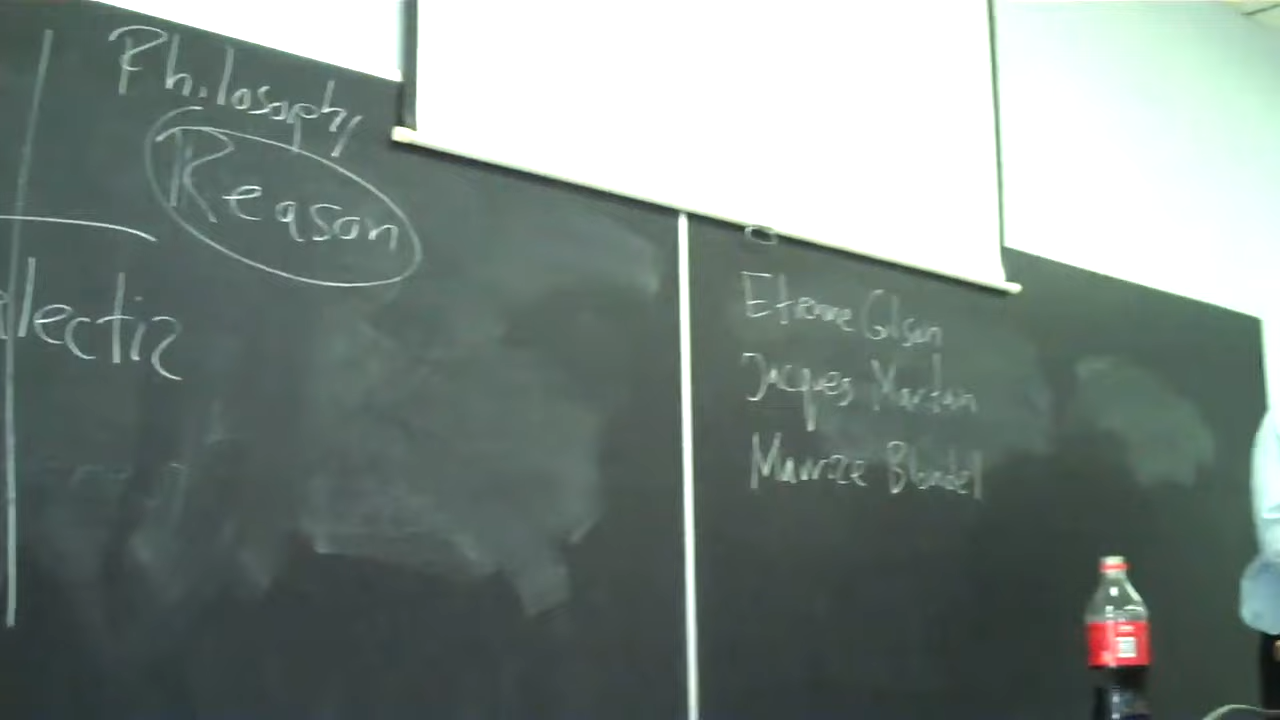 Philosophy
Reason
alectic
Etienne Gilson
Jacques Maritain
Maurice Blondel